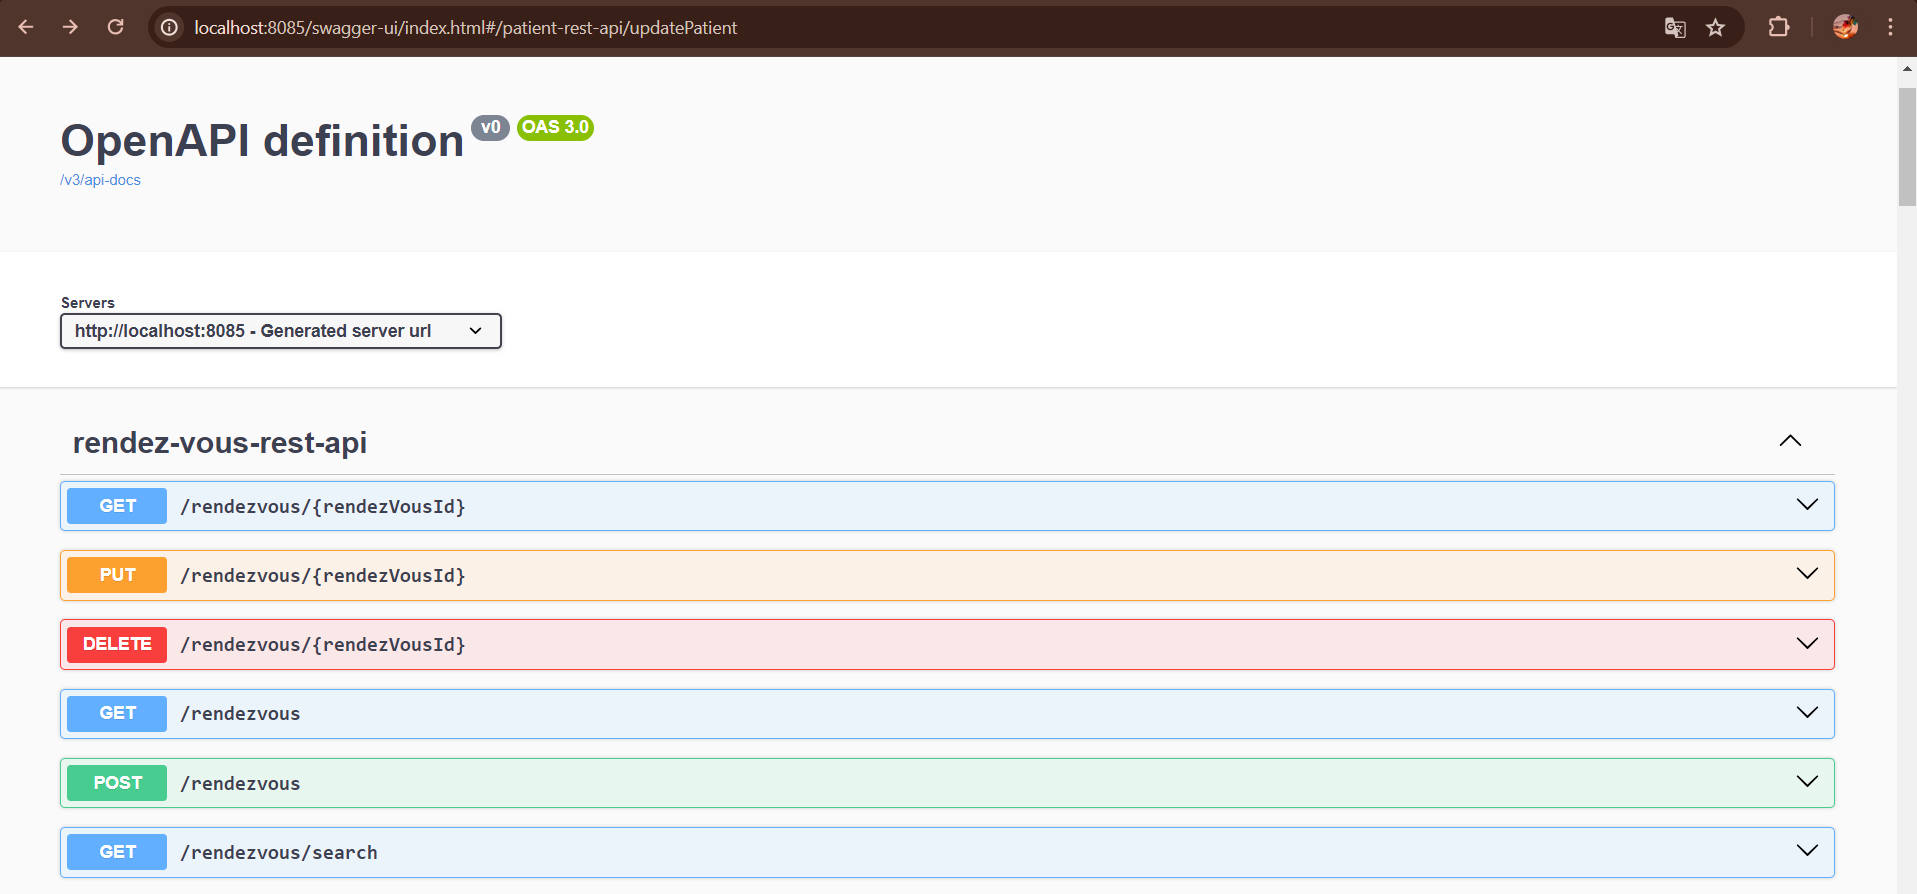 localhost:8085/swagger-ui/index.html#/patient-rest-api/updatePatient
OpenAPI definition v0 OAS 3.0
/v3/api-docs
Servers
http://localhost:8085 - Generated server url
rendez-vous-rest-api
GET /rendezvous/{rendezVousId}
PUT /rendezvous/{rendezVousId}
DELETE /rendezvous/{rendezVousId}
GET /rendezvous
POST /rendezvous
GET /rendezvous/search